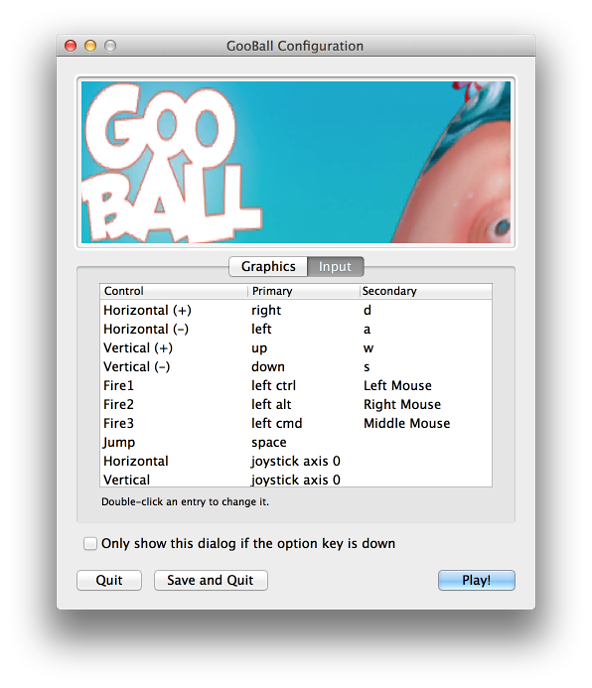 GooBall Configuration
GOO
BALL
Graphics Input
Control Primary Secondary
Horizontal (+) right d
Horizontal (-) left a
Vertical (+) up w
Vertical (-) down s
Fire1 left ctrl Left Mouse
Fire2 left alt Right Mouse
Fire3 left cmd Middle Mouse
Jump space
Horizontal joystick axis 0
Vertical joystick axis 0
Double-click an entry to change it.
Only show this dialog if the option key is down
Quit Save and Quit Play!